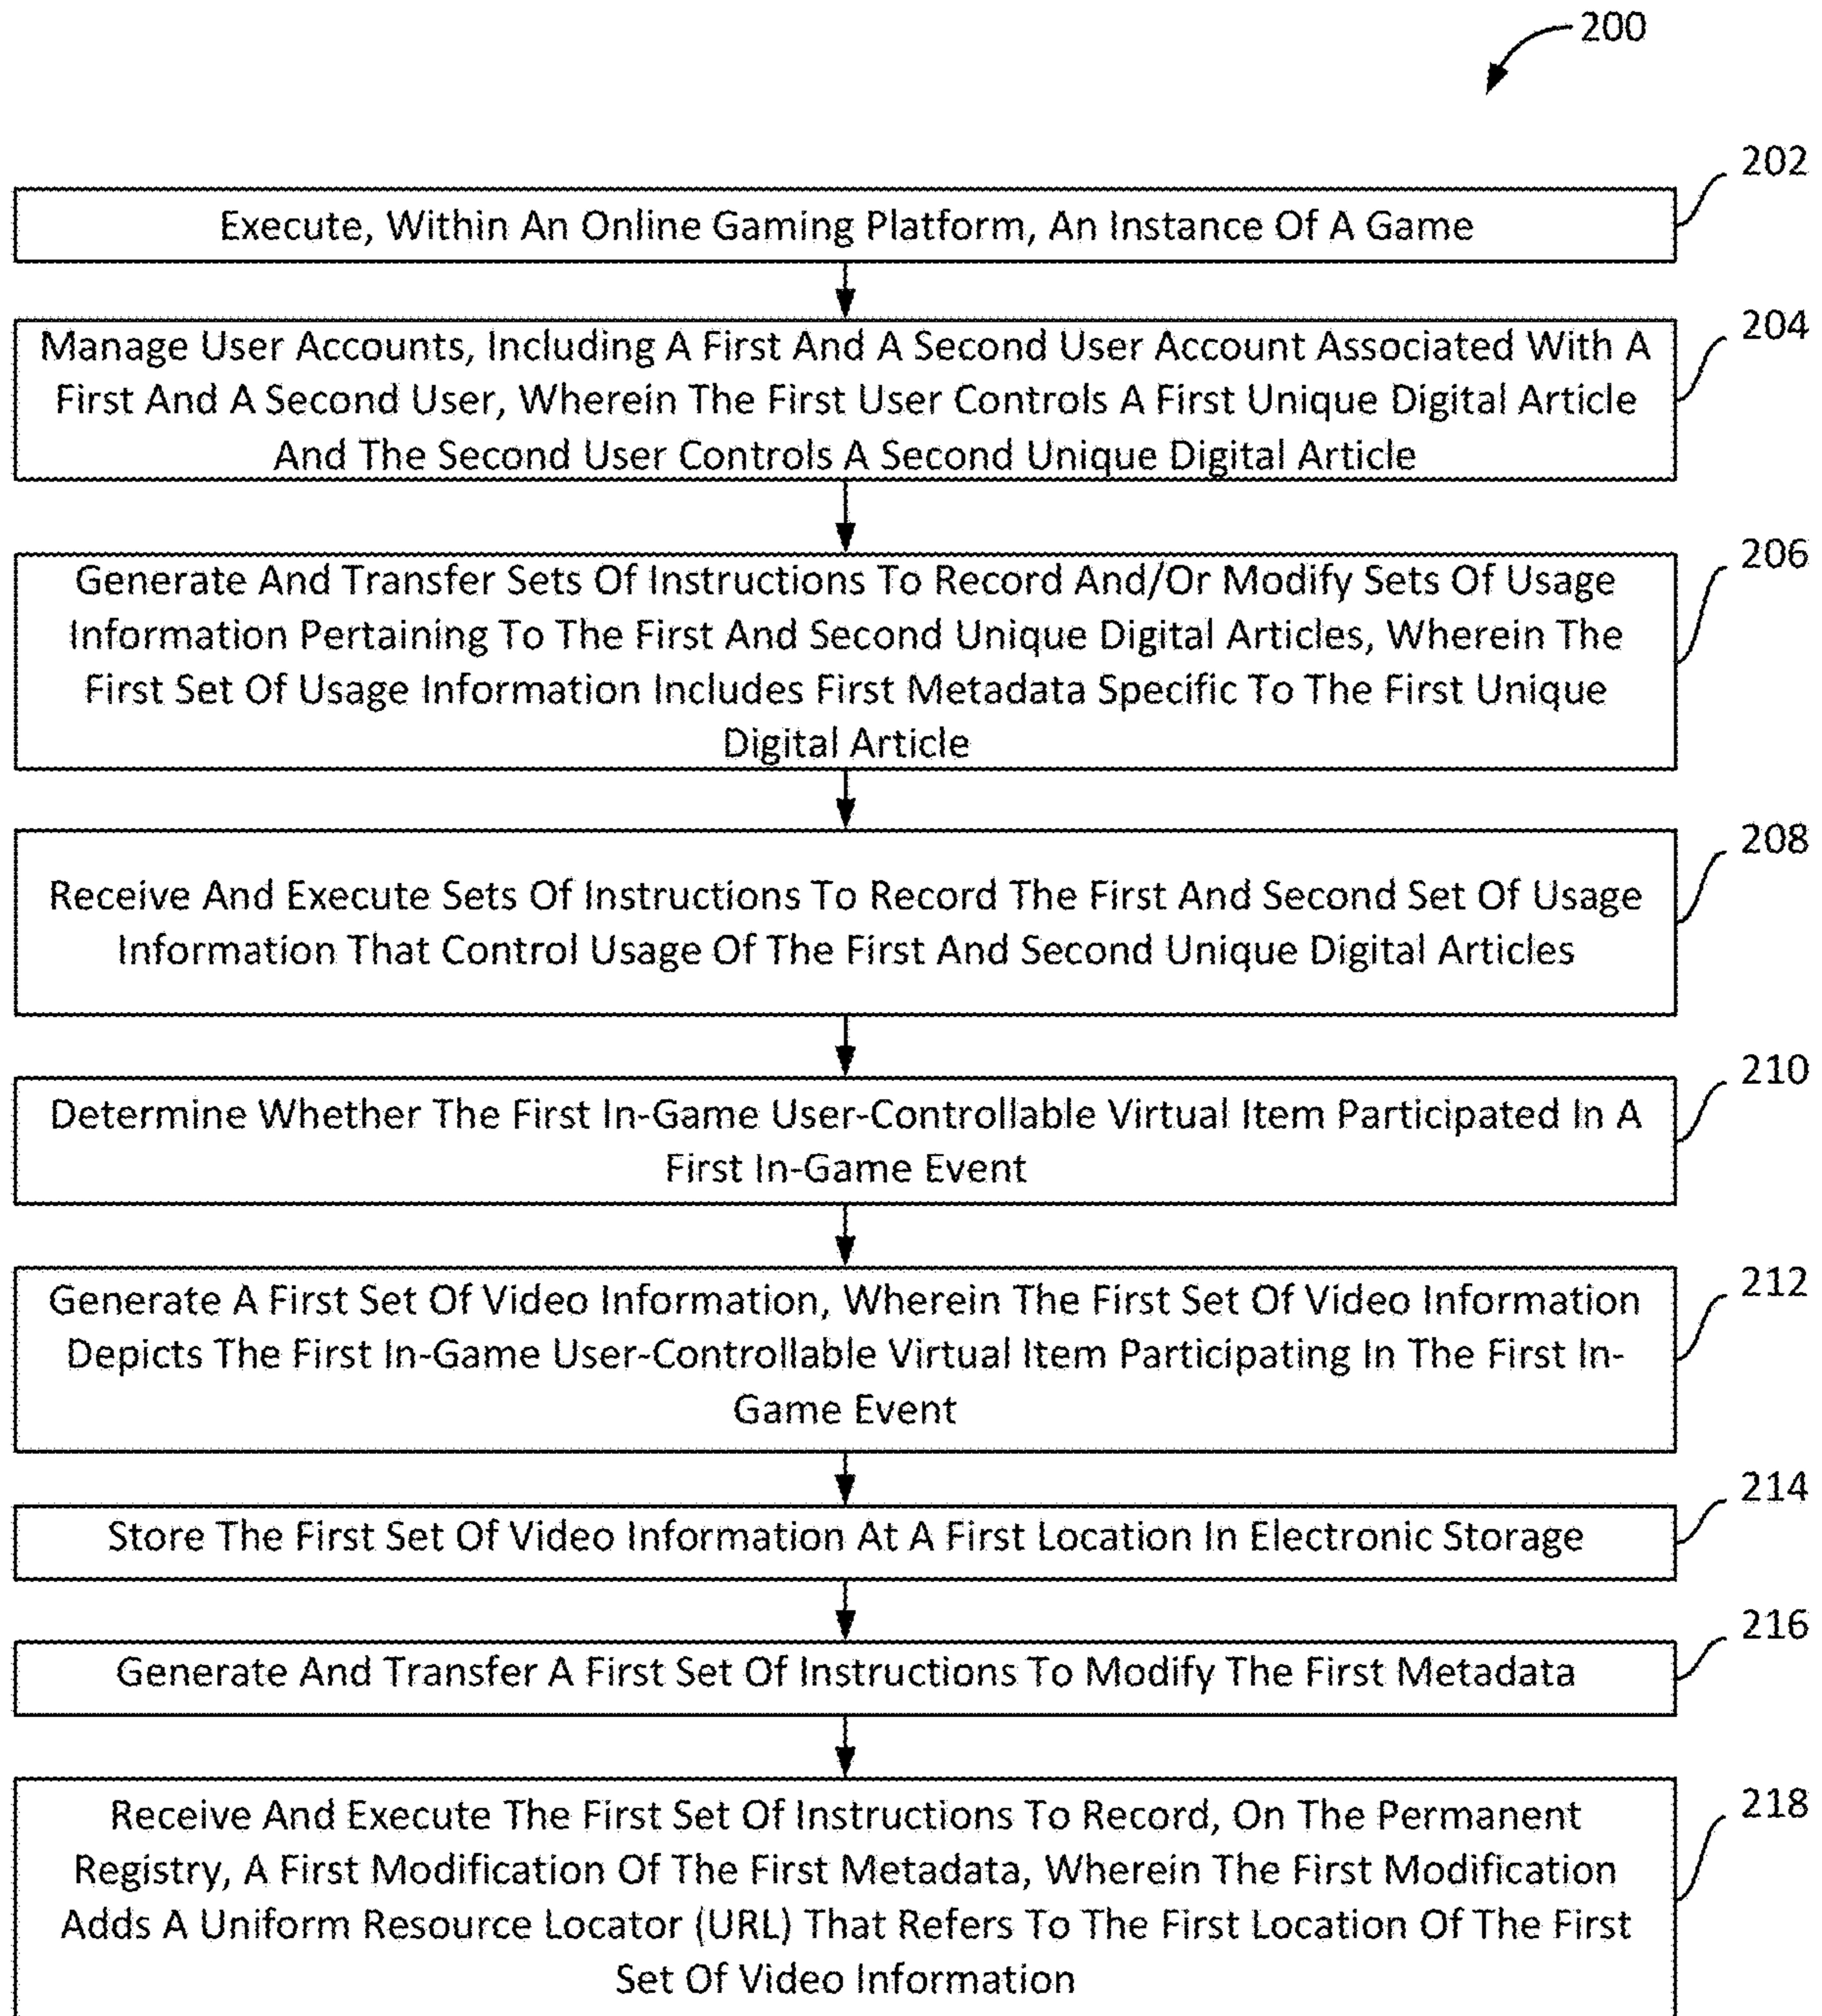 200
202
Execute, Within An Online Gaming Platform, An Instance Of A Game
204
Manage User Accounts, Including A First And A Second User Account Associated With A
First And A Second User, Wherein The First User Controls A First Unique Digital Article
And The Second User Controls A Second Unique Digital Article
206
Generate And Transfer Sets Of Instructions To Record And/Or Modify Sets Of Usage
Information Pertaining To The First And Second Unique Digital Articles, Wherein The
First Set Of Usage Information Includes First Metadata Specific To The First Unique
Digital Article
208
Receive And Execute Sets Of Instructions To Record The First And Second Set Of Usage
Information That Control Usage Of The First And Second Unique Digital Articles
210
Determine Whether The First In-Game User-Controllable Virtual Item Participated In A
First In-Game Event
212
Generate A First Set Of Video Information, Wherein The First Set Of Video Information
Depicts The First In-Game User-Controllable Virtual Item Participating In The First In-
Game Event
214
Store The First Set Of Video Information At A First Location In Electronic Storage
216
Generate And Transfer A First Set Of Instructions To Modify The First Metadata
218
Receive And Execute The First Set Of Instructions To Record, On The Permanent
Registry, A First Modification Of The First Metadata, Wherein The First Modification
Adds A Uniform Resource Locator (URL) That Refers To The First Location Of The First
Set Of Video Information